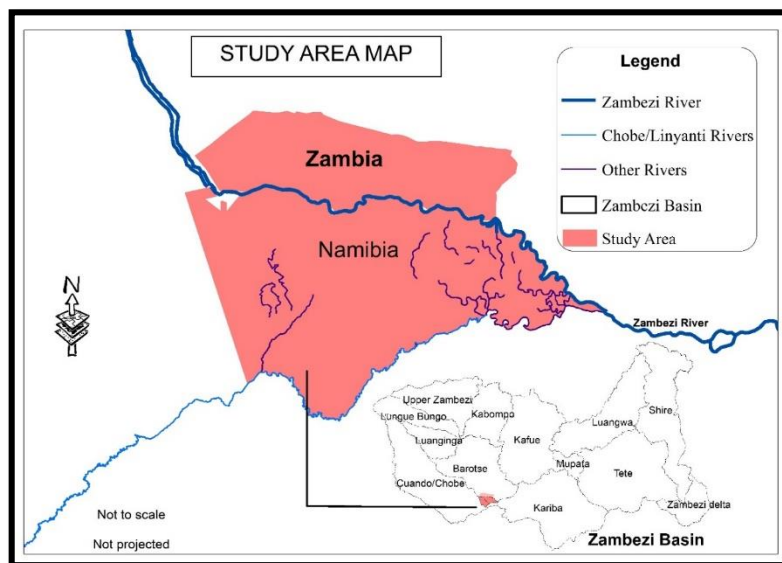 STUDY AREA MAP
Legend
Zambezi River
Chobe/Linyanti Rivers
Other Rivers
Zambezi Basin
Study Area
Zambia
Namibia
N
Zambezi River
Upper Zambezi
Lungue Bungo
Kabompo
Luanginga
Kafue
Luangwa
Shire
Barotse
Mupata
Tete
Cuando/Chobe
Kariba
Zambezi delta
Zambezi Basin
Not to scale
Not projected